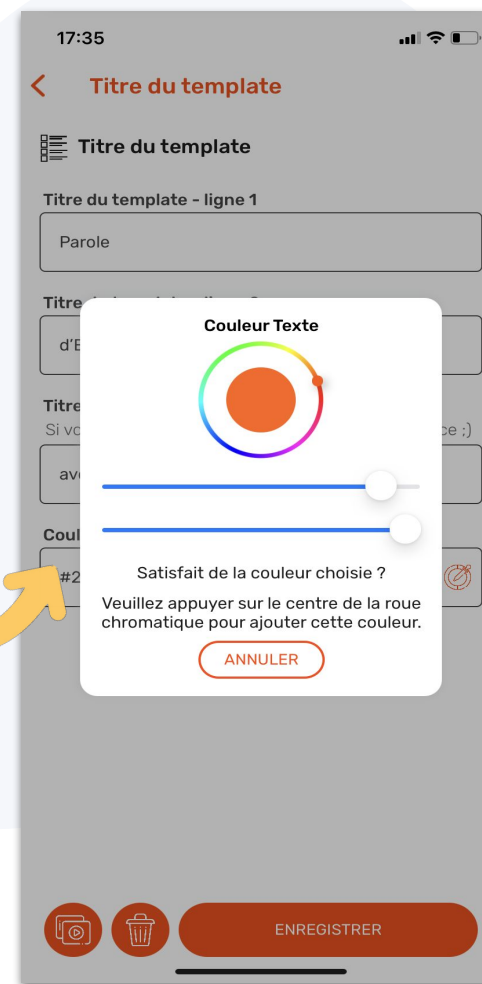 17:35
Titre du template
Titre du template
Titre du template - ligne 1
Parole
Titre
d'E
Couleur Texte
Titre
Si vo
ce ;)
Coul
#2
Satisfait de la couleur choisie ?
Veuillez appuyer sur le centre de la roue
chromatique pour ajouter cette couleur.
ANNULER
ENREGISTRER